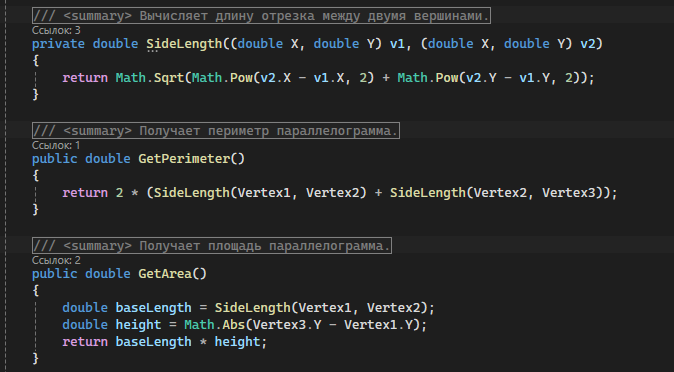 /// <summary> Вычисляет длину отрезка между двумя вершинами.
Ссылок: 3
private double SideLength((double X, double Y) v1, (double X, double Y) v2)
{
return Math.Sqrt(Math.Pow(v2.X - v1.X, 2) + Math.Pow(v2.Y - v1.Y, 2));
}
/// <summary> Получает периметр параллелограмма.
Ссылок: 1
public double GetPerimeter()
{
return 2 * (SideLength(Vertex1, Vertex2) + SideLength(Vertex2, Vertex3));
}
/// <summary> Получает площадь параллелограмма.
Ссылок: 2
public double GetArea()
{
double baseLength = SideLength(Vertex1, Vertex2);
double height = Math.Abs(Vertex3.Y - Vertex1.Y);
return baseLength * height;
}